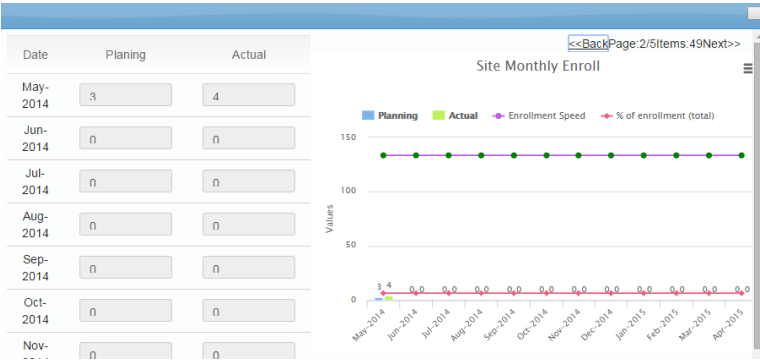 Date Planing Actual
May-
2014 3 4
Jun-
2014 0 0
Jul-
2014 0 0
Aug-
2014 0 0
Sep-
2014 0 0
Oct-
2014 0 0
Nov-
0 0
<<BackPage:2/5Items:49Next>>
Site Monthly Enroll
Planning Actual Enrollment Speed % of enrollment (total)
150
100
50
0
Values
3 4 0 0 0 0 0 0 0 0 0 0 0 0 0 0 0 0 0 0 0 0 0 0
May-2014 Jun-2014 Jul-2014 Aug-2014 Sep-2014 Oct-2014 Nov-2014 Dec-2014 Jan-2015 Feb-2015 Mar-2015 Apr-2015